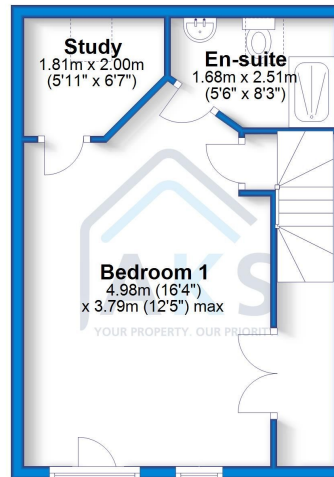 Study
1.81m x 2.00m
(5'11" x 6'7")
En-suite
1.68m x 2.51m
(5'6" x 8'3")
Bedroom 1
4.98m (16'4")
x 3.79m (12'5") max
AKS
YOUR PROPERTY. OUR PRIORITY